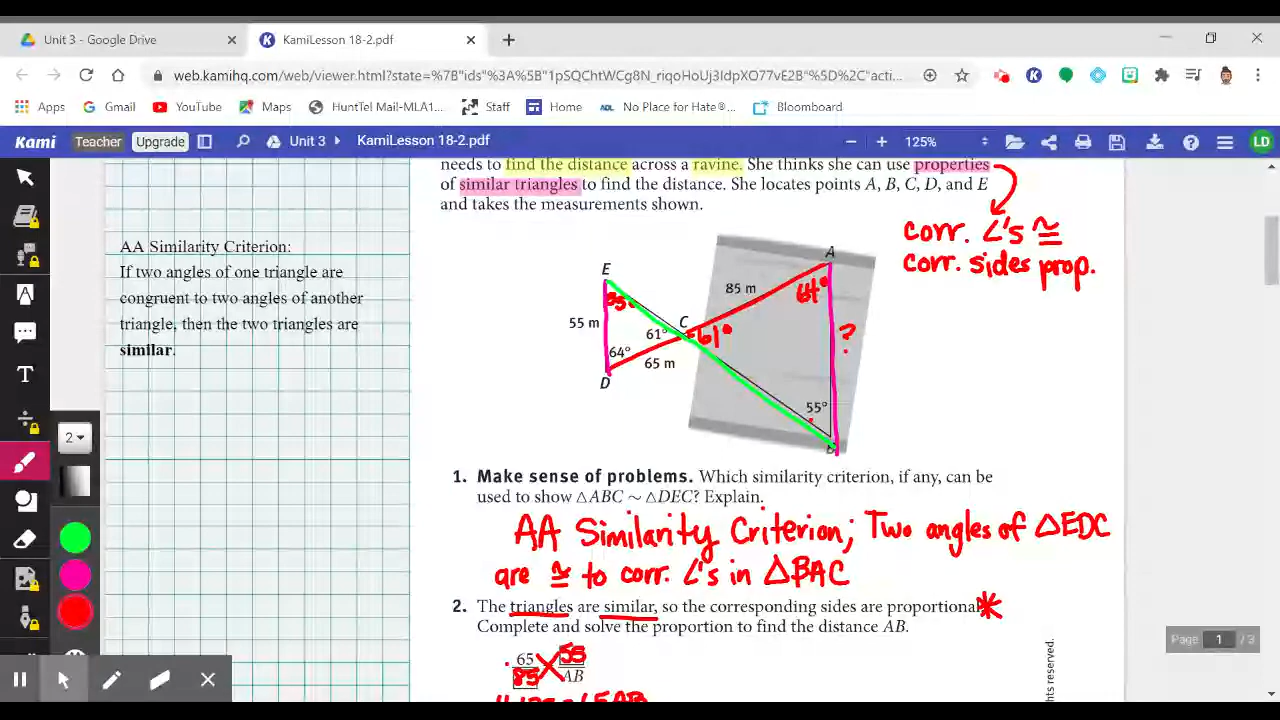 Unit 3 - Google Drive
KamiLesson 18-2.pdf
web.kamihq.com/web/viewer.html?state=%7B"ids"%3A%5B"1pSQChtWCg8N_riqoHoUj3IdpXO77vE2B"%5D%2C"acti...
Apps
Gmail
YouTube
Maps
HuntTel Mail-MLA1...
Staff
Home
ADL No Place for Hate®...
Bloomboard
Kami
Teacher
Upgrade
Unit 3
KamiLesson 18-2.pdf
125%
LD
needs to find the distance across a ravine. She thinks she can use properties
of similar triangles to find the distance. She locates points A, B, C, D, and E
and takes the measurements shown.
corr. ∠'s ≅
corr. sides prop.
AA Similarity Criterion:
If two angles of one triangle are
congruent to two angles of another
triangle, then the two triangles are
similar.
A
E
85 m
64°
55
55 m
C
61°
61°
?
64°
65 m
D
55°
B
1. Make sense of problems. Which similarity criterion, if any, can be
used to show △ABC ~ △DEC? Explain.
AA Similarity Criterion; Two angles of △EDC
are ≅ to corr. ∠'s in △BAC
2. The triangles are similar, so the corresponding sides are proportional *
Complete and solve the proportion to find the distance AB.
65 55
85 AB
2
Page 1 / 3